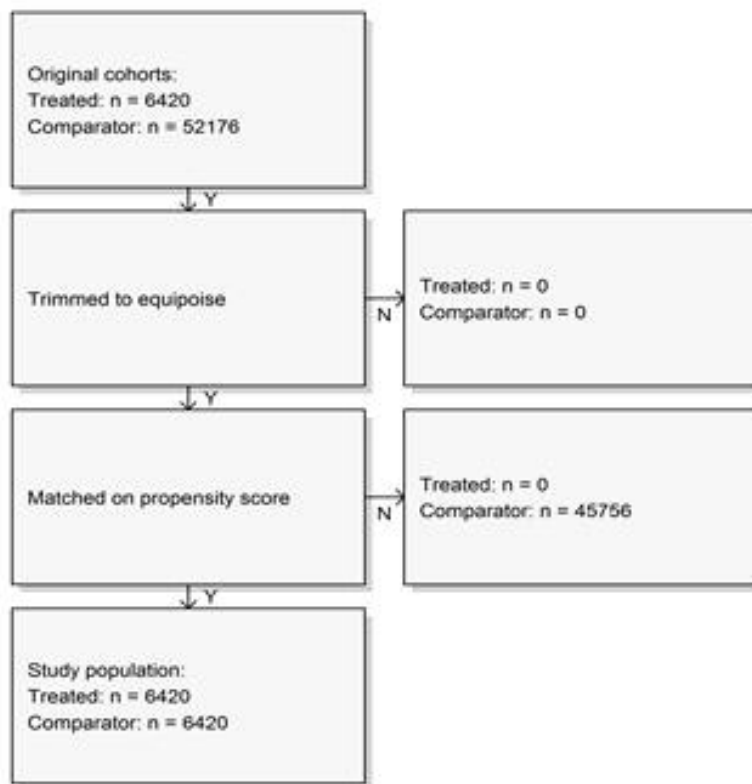 Original cohorts:
Treated: n = 6420
Comparator: n = 52176
Y
Trimmed to equipoise
N
Treated: n = 0
Comparator: n = 0
Y
Matched on propensity score
N
Treated: n = 0
Comparator: n = 45756
Y
Study population:
Treated: n = 6420
Comparator: n = 6420